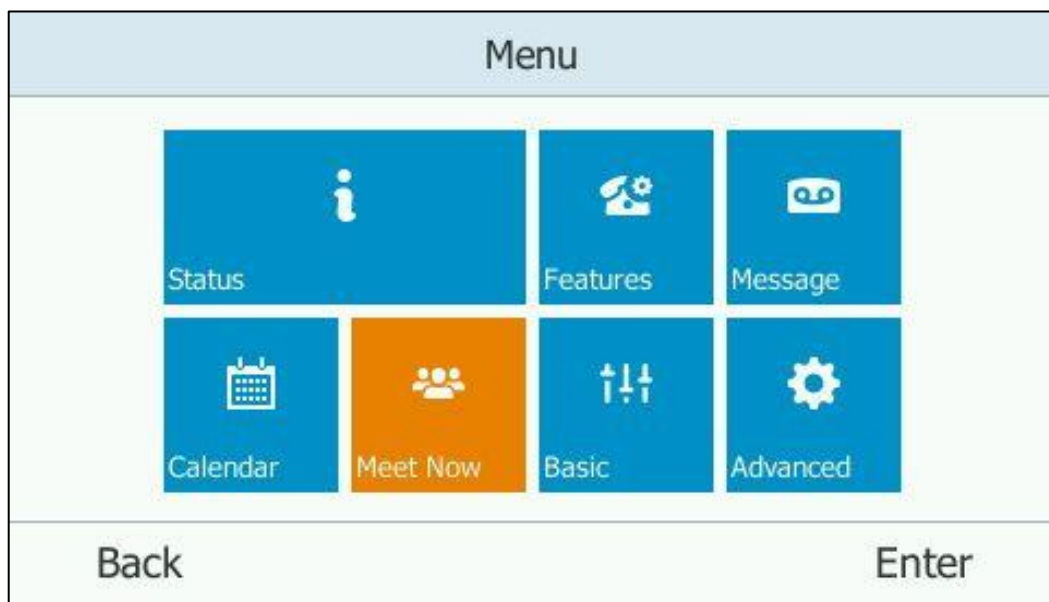 Menu
Status
Features
Message
Calendar
Meet Now
Basic
Advanced
Back
Enter